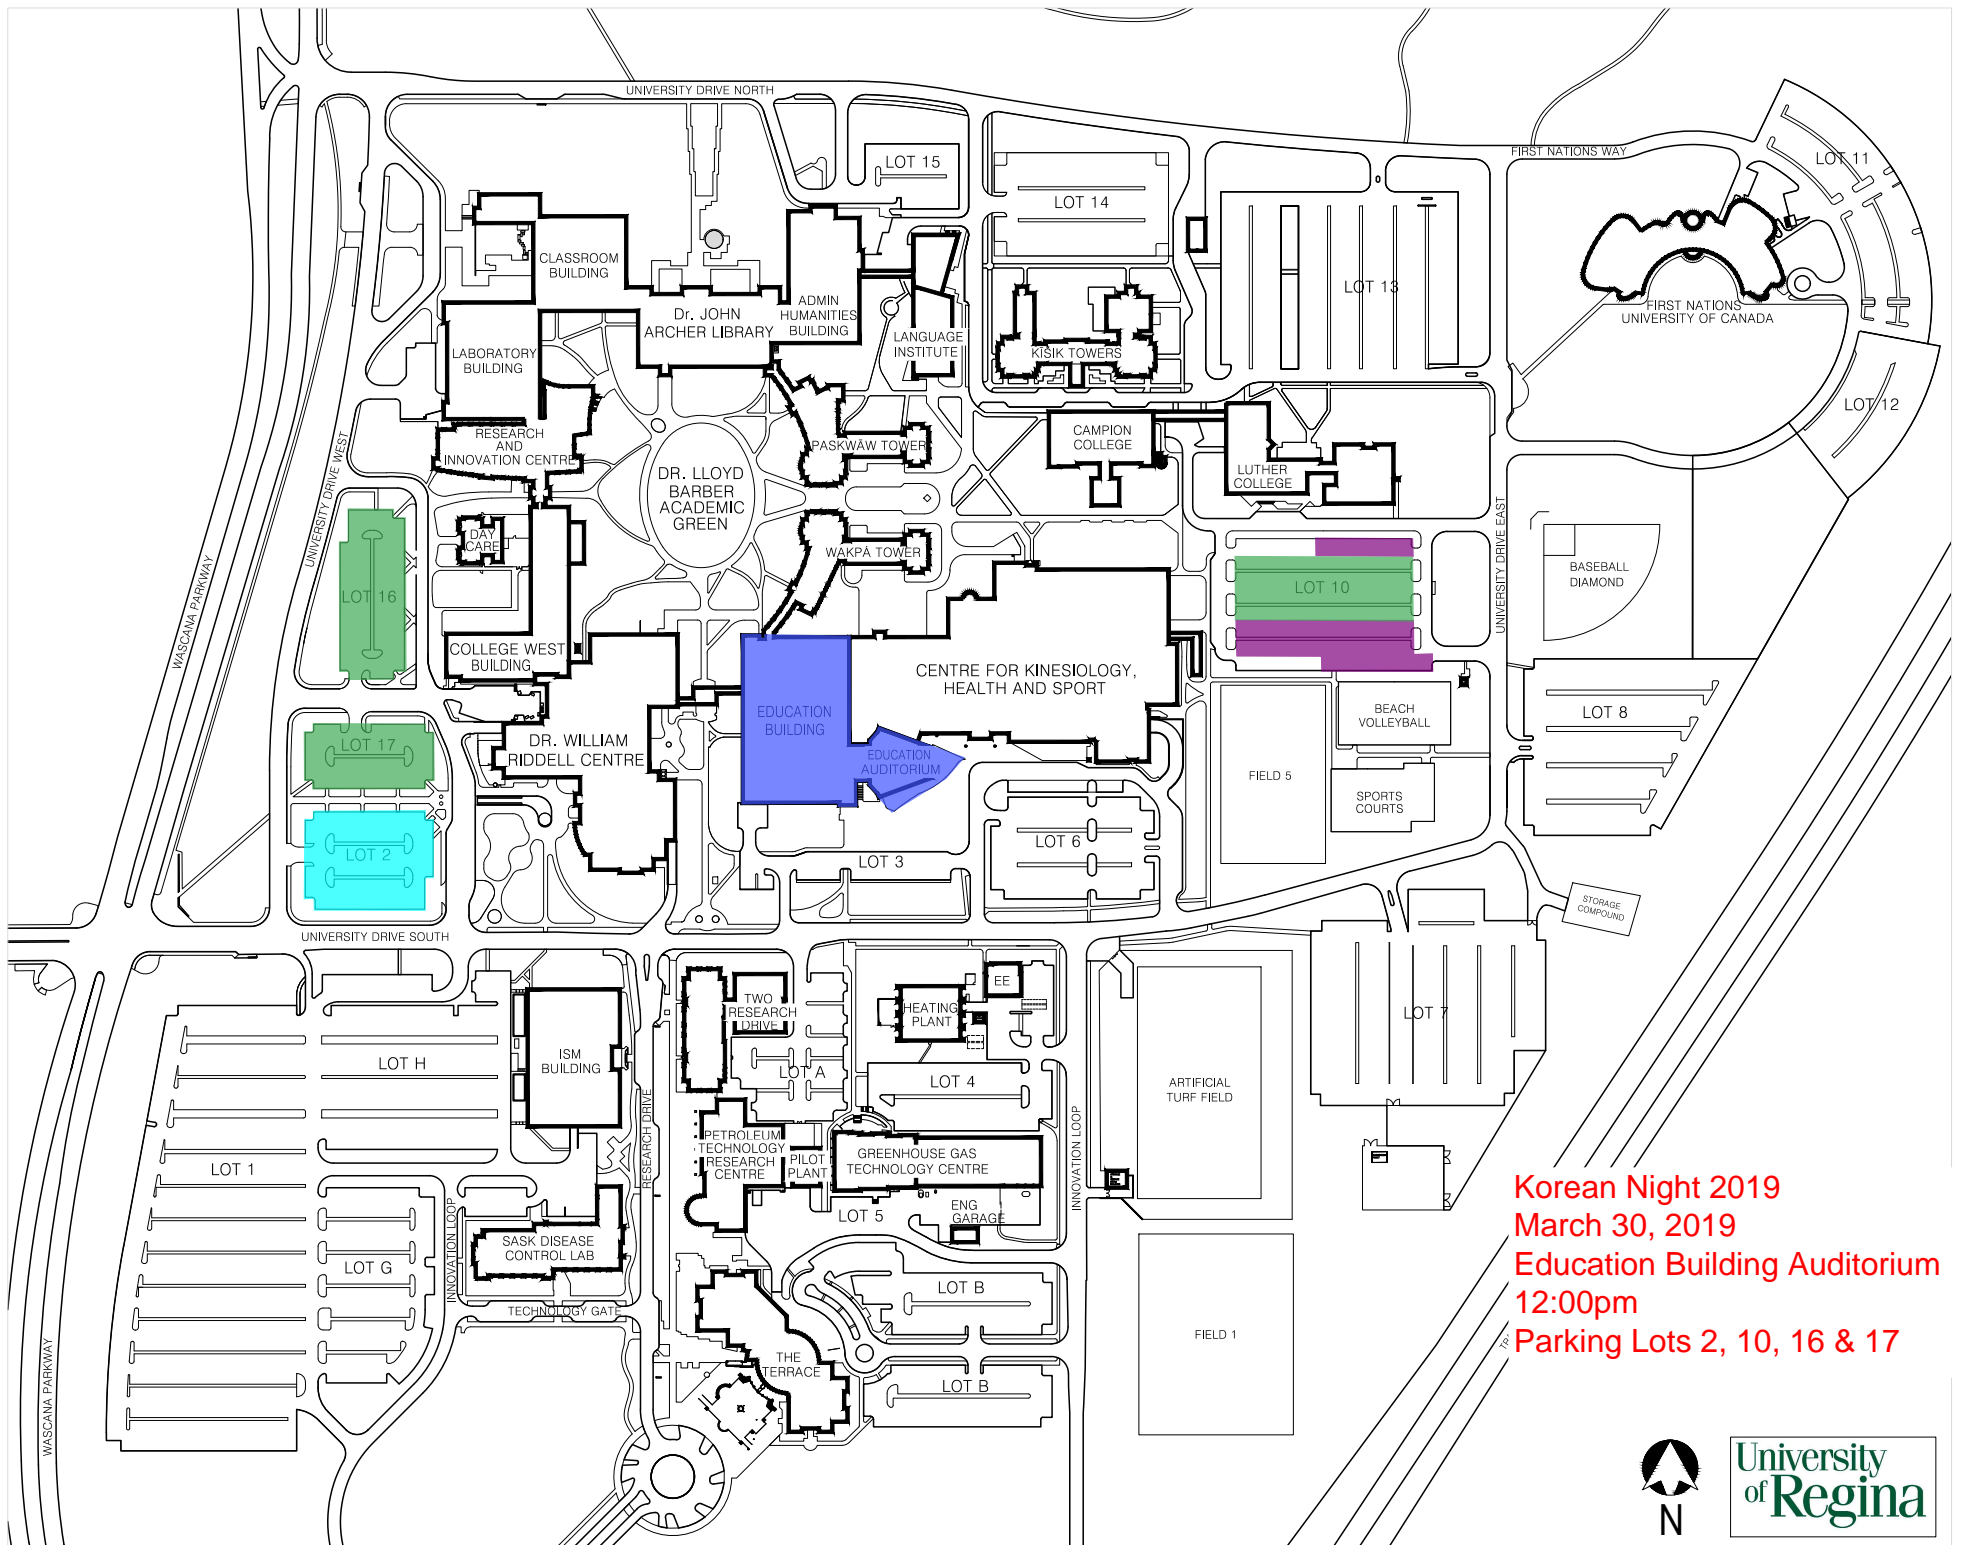 UNIVERSITY DRIVE NORTH
FIRST NATIONS WAY
LOT 15
LOT 11
LOT 14
CLASSROOM
BUILDING
LOT 13
ADMIN
HUMANITIES
BUILDING
Dr. JOHN
ARCHER LIBRARY
FIRST NATIONS
UNIVERSITY OF CANADA
LANGUAGE
INSTITUTE
KĪSIK TOWERS
LABORATORY
BUILDING
LOT 12
RESEARCH
AND
INNOVATION CENTRE
PASKWĀW TOWER
CAMPION
COLLEGE
LUTHER
COLLEGE
UNIVERSITY DRIVE WEST
DR. LLOYD
BARBER
ACADEMIC
GREEN
UNIVERSITY DRIVE EAST
DAY
CARE
WAKPĀ TOWER
BASEBALL
DIAMOND
LOT 16
LOT 10
WASCANA PARKWAY
COLLEGE WEST
BUILDING
CENTRE FOR KINESIOLOGY,
HEALTH AND SPORT
EDUCATION
BUILDING
BEACH
VOLLEYBALL
LOT 8
LOT 17
DR. WILLIAM
RIDDELL CENTRE
EDUCATION
AUDITORIUM
FIELD 5
SPORTS
COURTS
LOT 2
LOT 3
LOT 6
STORAGE
COMPOUND
UNIVERSITY DRIVE SOUTH
TWO
RESEARCH
DRIVE
EE
HEATING
PLANT
LOT 7
LOT H
ISM
BUILDING
LOT A
LOT 4
ARTIFICIAL
TURF FIELD
RESEARCH DRIVE
INNOVATION LOOP
PETROLEUM
TECHNOLOGY
RESEARCH
CENTRE
PILOT
PLANT
GREENHOUSE GAS
TECHNOLOGY CENTRE
LOT 1
LOT 5
ENG
GARAGE
INNOVATION LOOP
SASK DISEASE
CONTROL LAB
LOT G
LOT B
TECHNOLOGY GATE
FIELD 1
THE
TERRACE
LOT B
WASCANA PARKWAY
Korean Night 2019
March 30, 2019
Education Building Auditorium
12:00pm
Parking Lots 2, 10, 16 & 17
N
University
of Regina